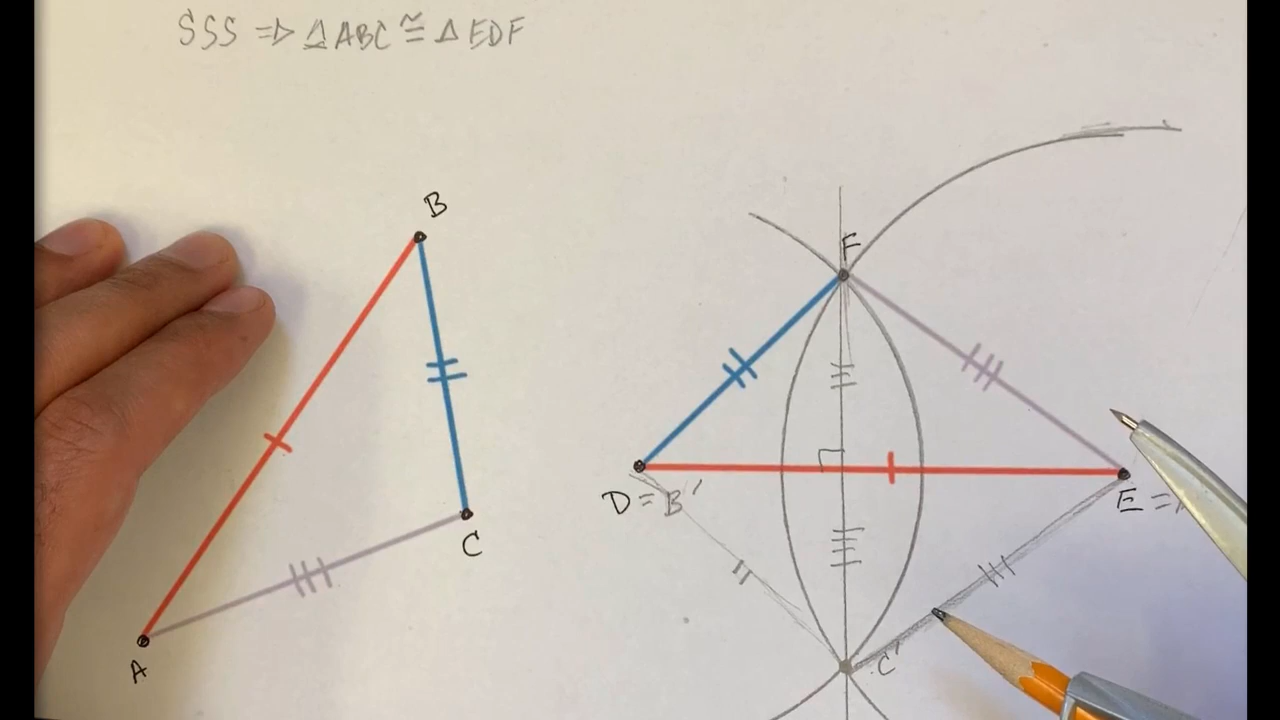 SSS ⇒ △ABC ≅ △EDF
B
F
D = B'
E =
C
C'
A